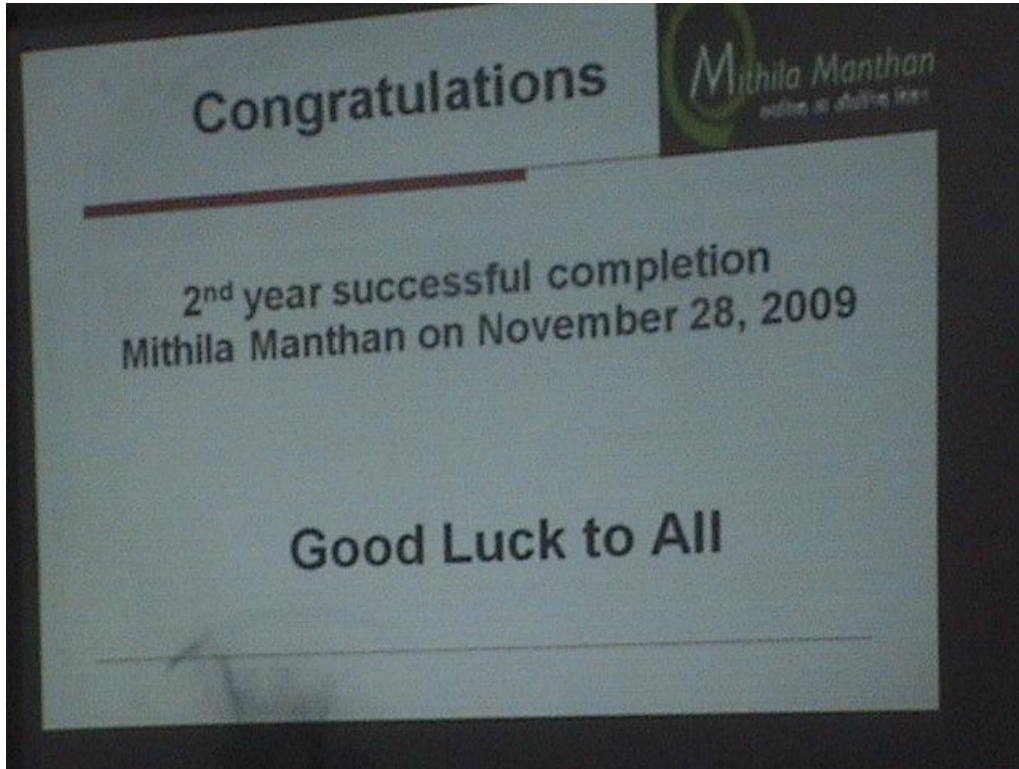 Congratulations
Mithila Manthan
2nd year successful completion
Mithila Manthan on November 28, 2009
Good Luck to All